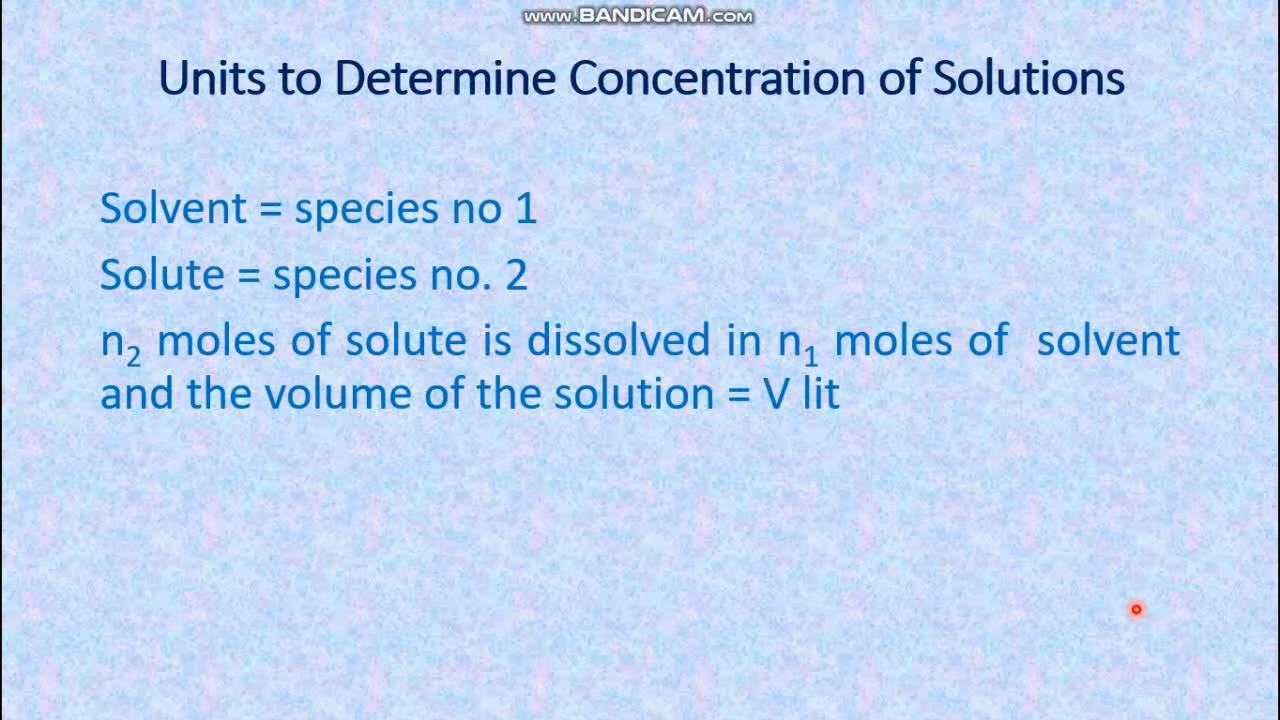 www.BANDICAM.com
Units to Determine Concentration of Solutions
Solvent = species no 1
Solute = species no. 2
n₂ moles of solute is dissolved in n₁ moles of solvent
and the volume of the solution = V lit